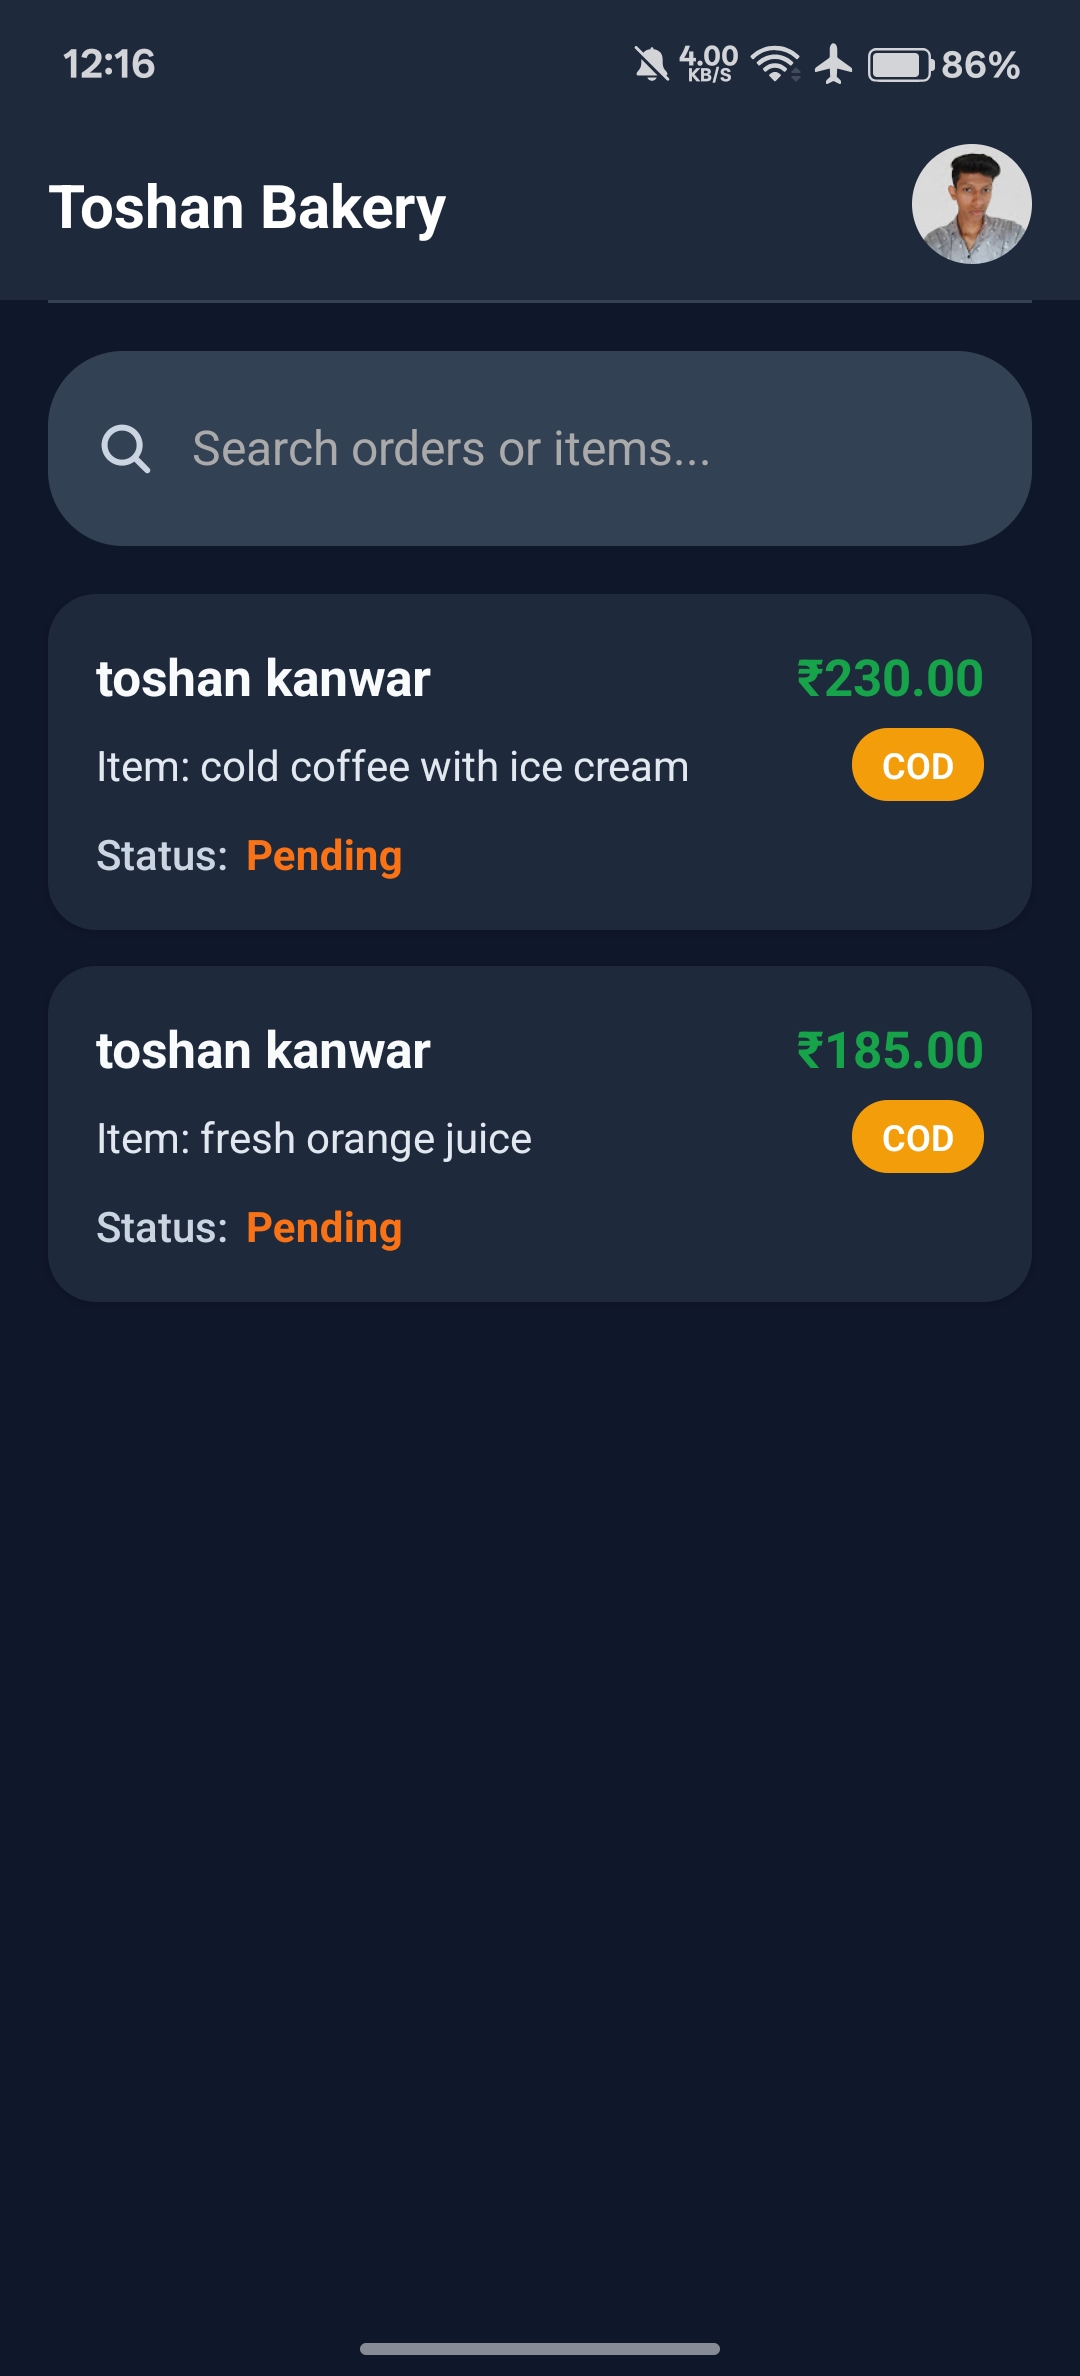 12:16 4.00 KB/S 86%
Toshan Bakery
Search orders or items...
toshan kanwar ₹230.00
Item: cold coffee with ice cream COD
Status: Pending
toshan kanwar ₹185.00
Item: fresh orange juice COD
Status: Pending